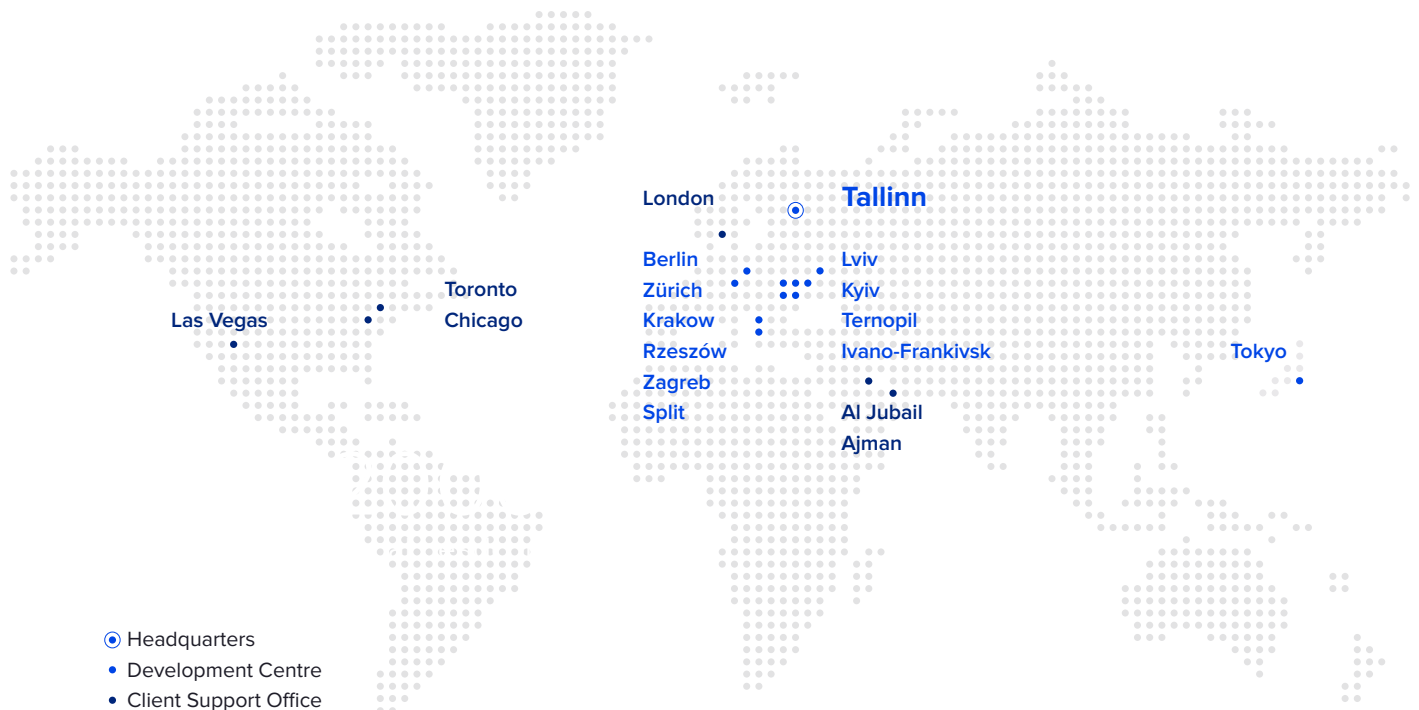 London
Tallinn
Berlin
Zürich
Krakow
Rzeszów
Zagreb
Split
Lviv
Kyiv
Ternopil
Ivano-Frankivsk
Al Jubail
Ajman
Toronto
Chicago
Las Vegas
Tokyo
Headquarters
Development Centre
Client Support Office